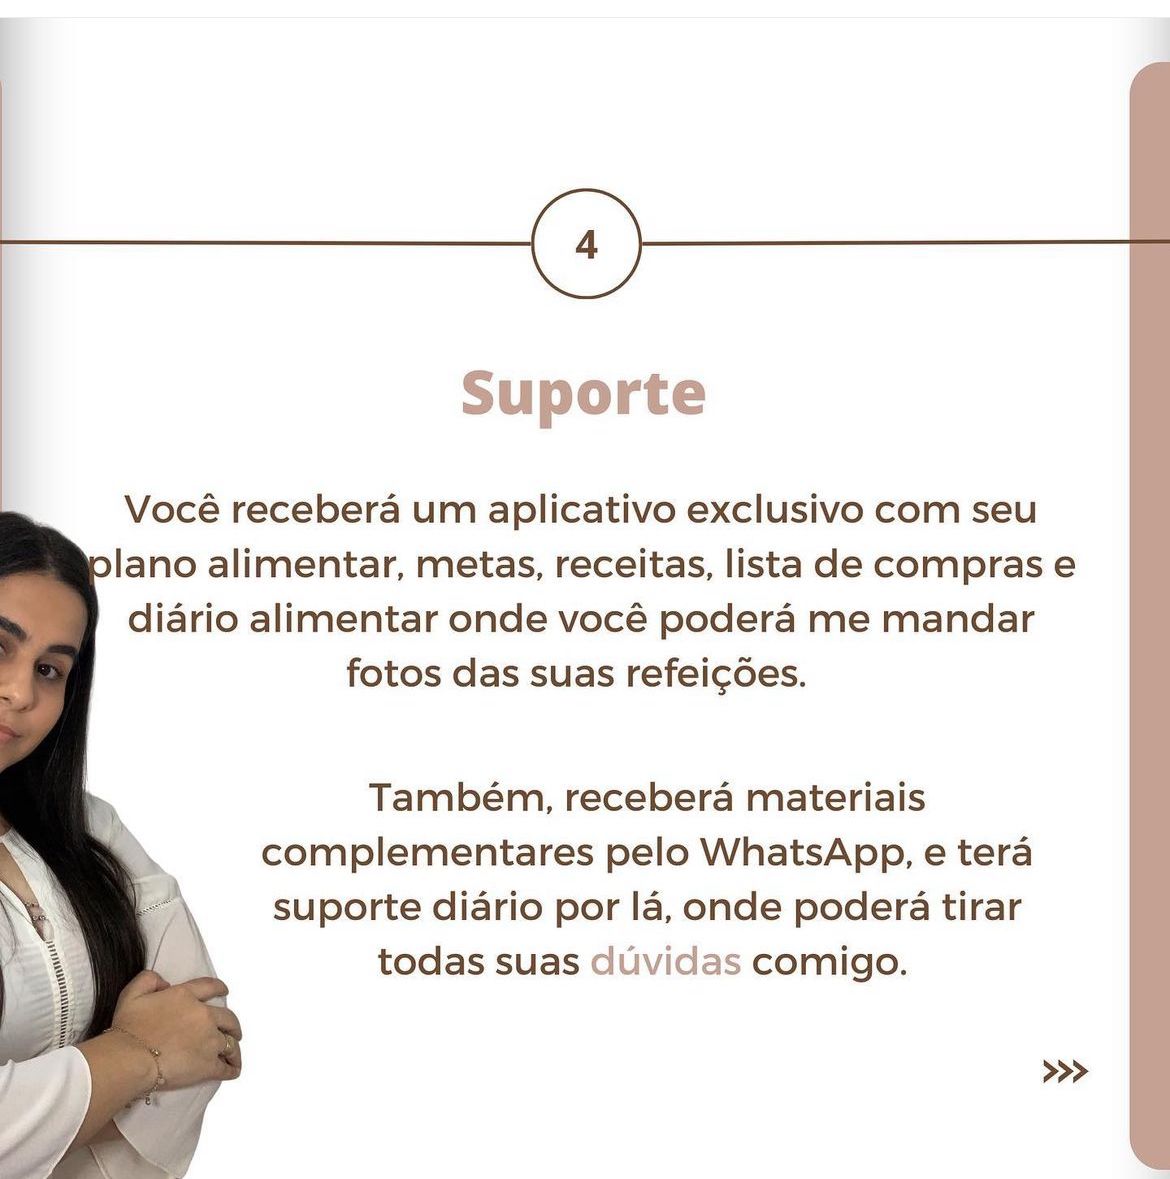 4
Suporte
Você receberá um aplicativo exclusivo com seu
plano alimentar, metas, receitas, lista de compras e
diário alimentar onde você poderá me mandar
fotos das suas refeições.
Também, receberá materiais
complementares pelo WhatsApp, e terá
suporte diário por lá, onde poderá tirar
todas suas dúvidas comigo.
>>>